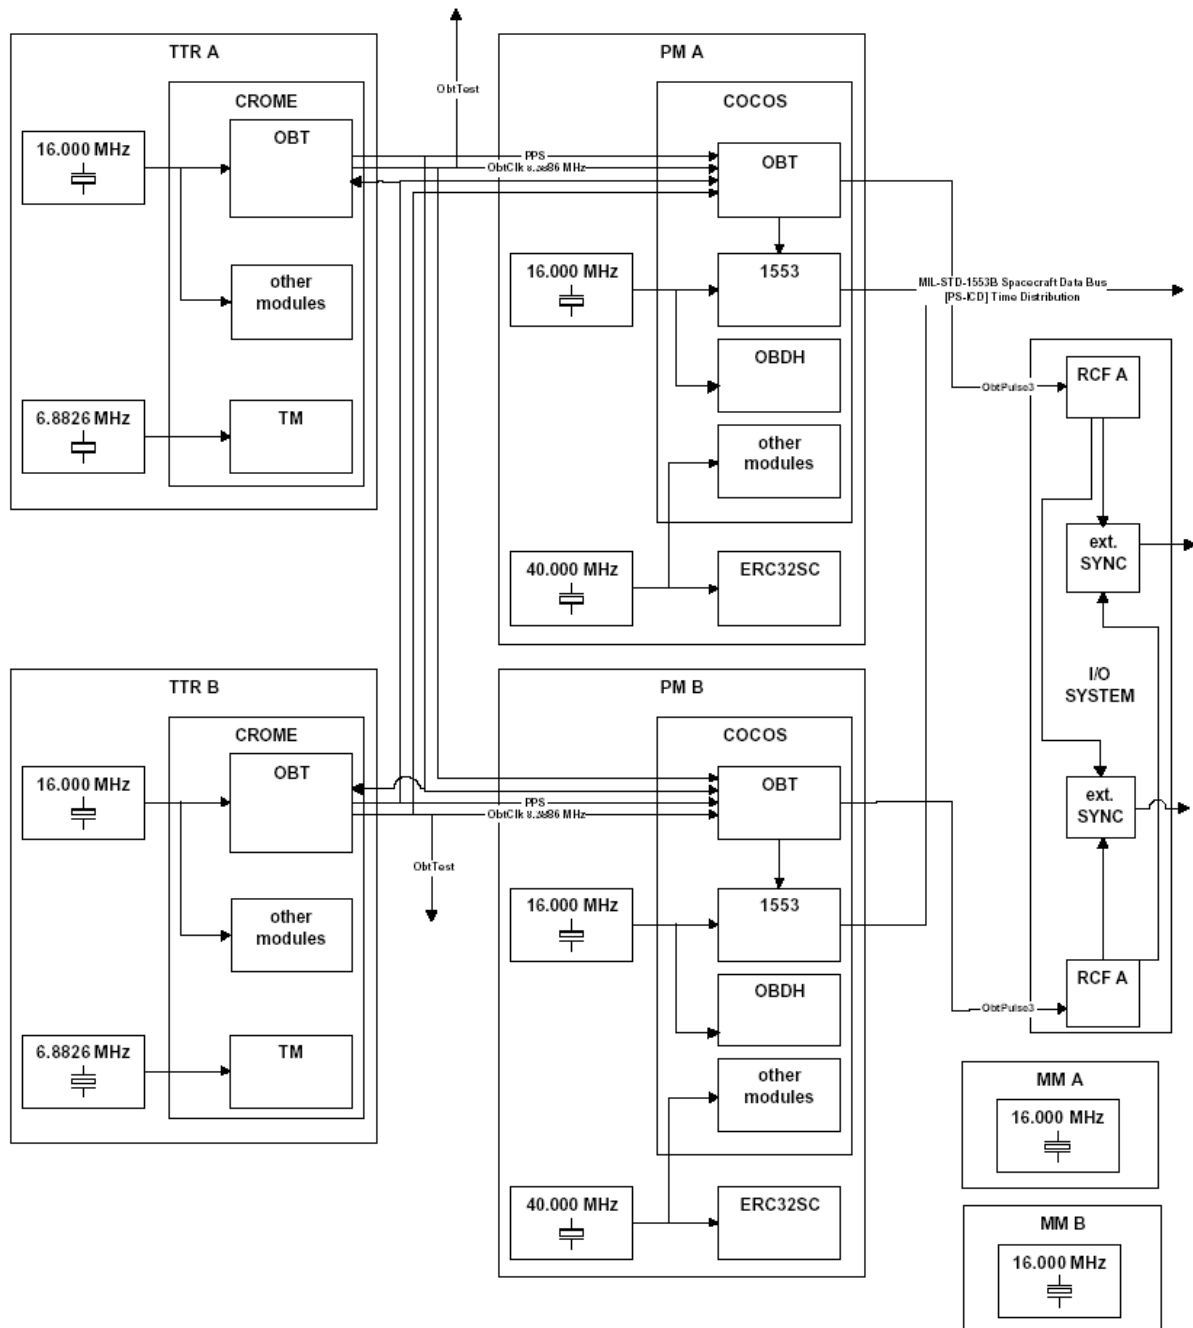 TTR A
CROME
16.000 MHz
OBT
other
modules
6.8826 MHz
TM
ObtTest
PPS
PM A
COCOS
OBT
16.000 MHz
1553
OBDH
other
modules
40.000 MHz
ERC32SC
MIL-STD-1553B Spacecraft Data Bus
[PS-ICD] Time Distribution
ObtPulse3
RCF A
ext.
SYNC
I/O
SYSTEM
ext.
SYNC
RCF A
ObtPulse3
TTR B
CROME
16.000 MHz
OBT
other
modules
6.8826 MHz
TM
PPS
ObtTest
PM B
COCOS
OBT
16.000 MHz
1553
OBDH
other
modules
40.000 MHz
ERC32SC
MM A
16.000 MHz
MM B
16.000 MHz